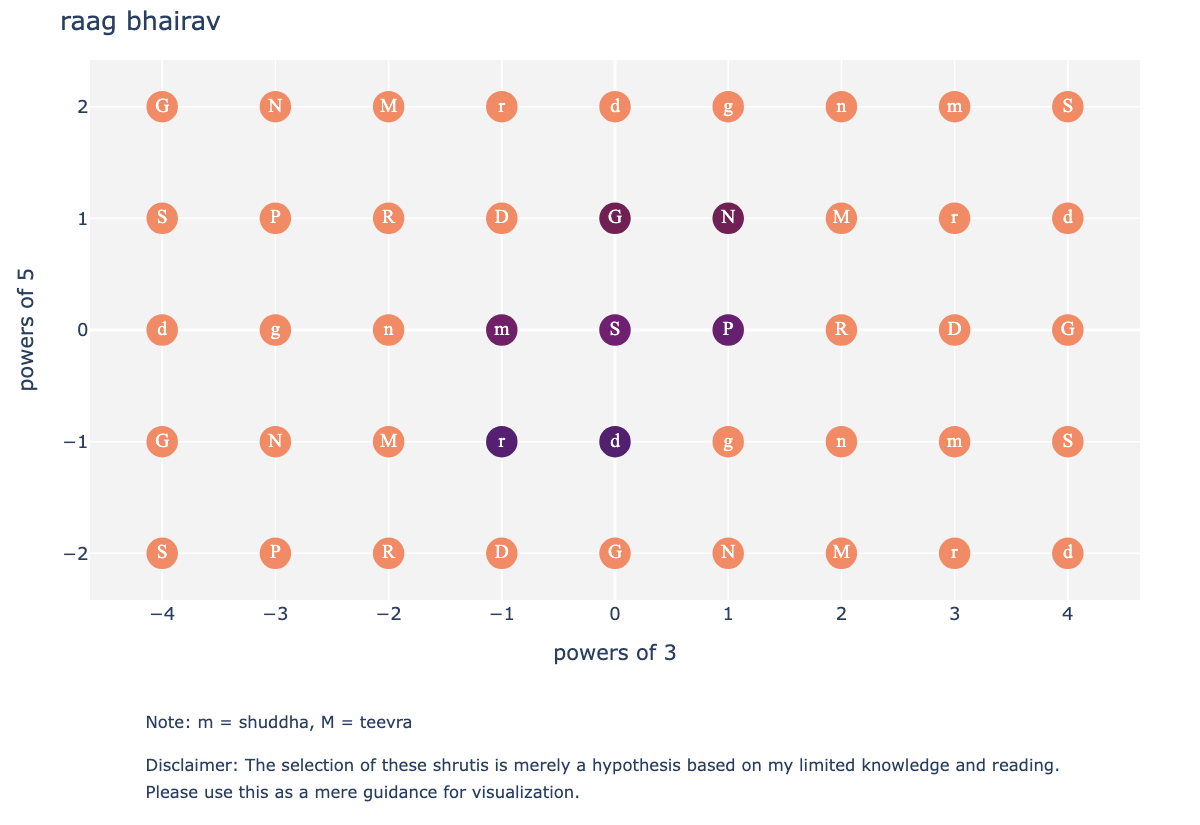 raag bhairav
2 G N M r d g n m S
1 S P R D G N M r d
powers of 5
0 d g n m S P R D G
−1 G N M r d g n m S
−2 S P R D G N M r d
−4 −3 −2 −1 0 1 2 3 4
powers of 3
Note: m = shuddha, M = teevra
Disclaimer: The selection of these shrutis is merely a hypothesis based on my limited knowledge and reading.
Please use this as a mere guidance for visualization.